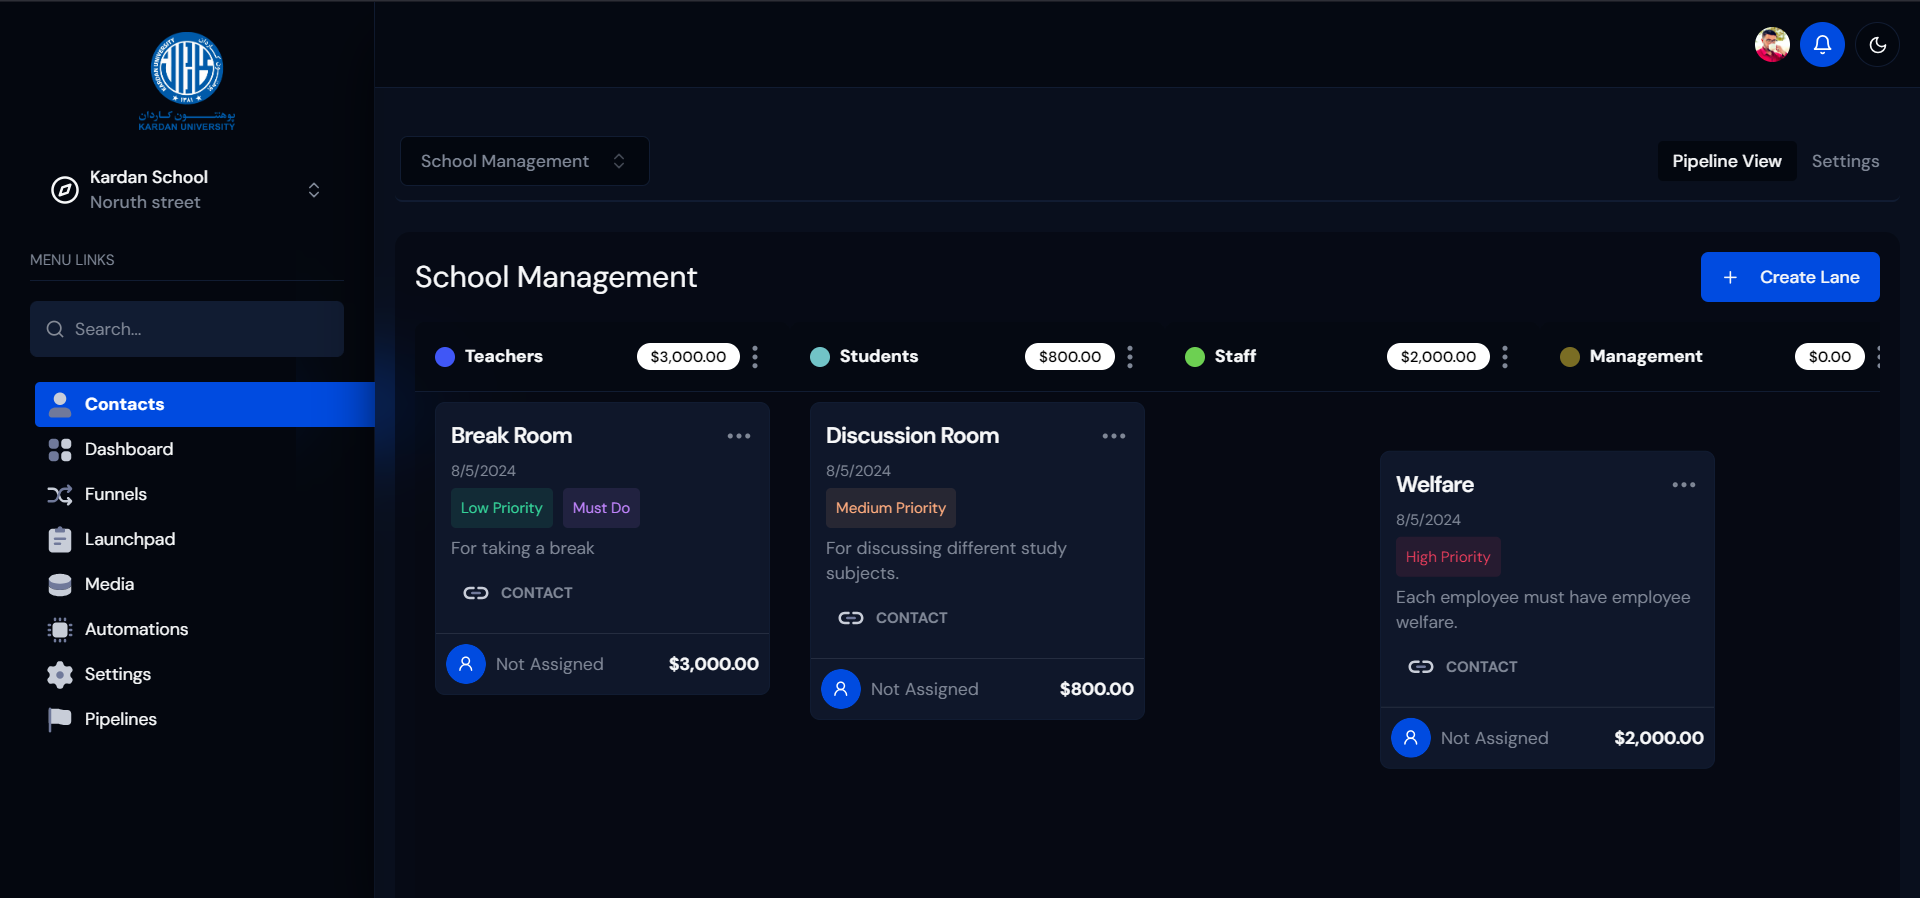 KARDAN UNIVERSITY
پوهنتـــون کــاردان
KARDAN UNIVERSITY
Kardan School
Noruth street
MENU LINKS
Search...
Contacts
Dashboard
Funnels
Launchpad
Media
Automations
Settings
Pipelines
School Management
Pipeline View
Settings
School Management
+ Create Lane
Teachers
$3,000.00
Students
$800.00
Staff
$2,000.00
Management
$0.00
Break Room
8/5/2024
Low Priority
Must Do
For taking a break
CONTACT
Not Assigned
$3,000.00
Discussion Room
8/5/2024
Medium Priority
For discussing different study
subjects.
CONTACT
Not Assigned
$800.00
Welfare
8/5/2024
High Priority
Each employee must have employee
welfare.
CONTACT
Not Assigned
$2,000.00